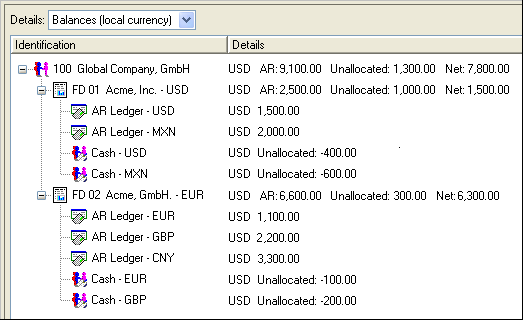 Details: Balances (local currency)
Identification Details
100 Global Company, GmbH USD AR: 9,100.00 Unallocated: 1,300.00 Net: 7,800.00
FD 01 Acme, Inc. - USD USD AR: 2,500.00 Unallocated: 1,000.00 Net: 1,500.00
AR Ledger - USD USD 1,500.00
AR Ledger - MXN USD 2,000.00
Cash - USD USD Unallocated: -400.00
Cash - MXN USD Unallocated: -600.00
FD 02 Acme, GmbH. - EUR USD AR: 6,600.00 Unallocated: 300.00 Net: 6,300.00
AR Ledger - EUR USD 1,100.00
AR Ledger - GBP USD 2,200.00
AR Ledger - CNY USD 3,300.00
Cash - EUR USD Unallocated: -100.00
Cash - GBP USD Unallocated: -200.00